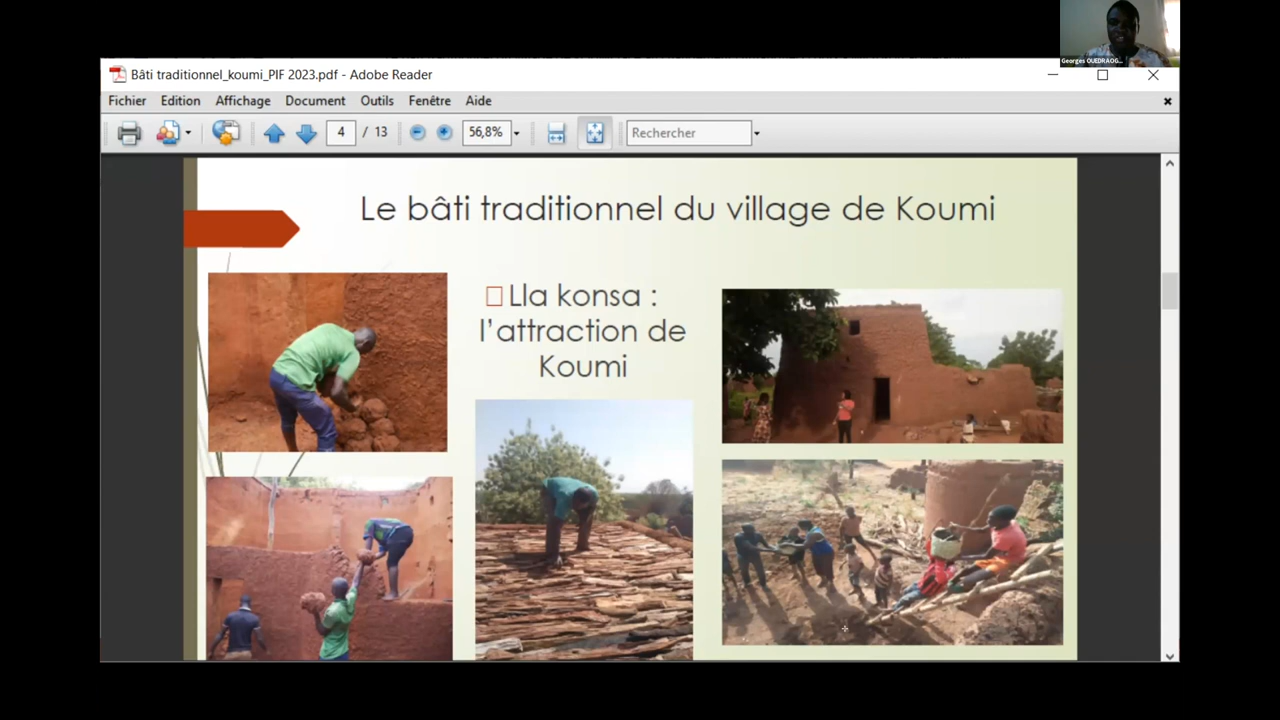 Georges OUEDRAOG...
Bâti traditionnel_koumi_PIF 2023.pdf - Adobe Reader
Fichier Edition Affichage Document Outils Fenêtre Aide
4 / 13 56,8% Rechercher
Le bâti traditionnel du village de Koumi
Lla konsa :
l’attraction de
Koumi